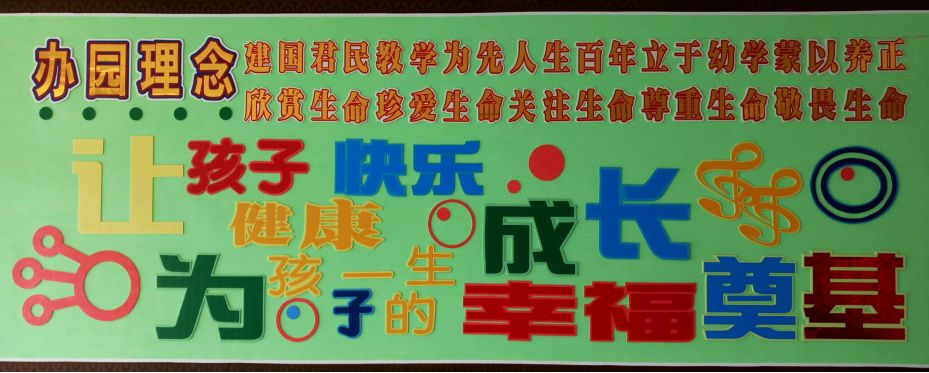 办园理念
建国君民教学为先人生百年立于幼学蒙以养正
欣赏生命珍爱生命关注生命尊重生命敬畏生命
让孩子快乐
健康成长
为孩子一生的幸福奠基